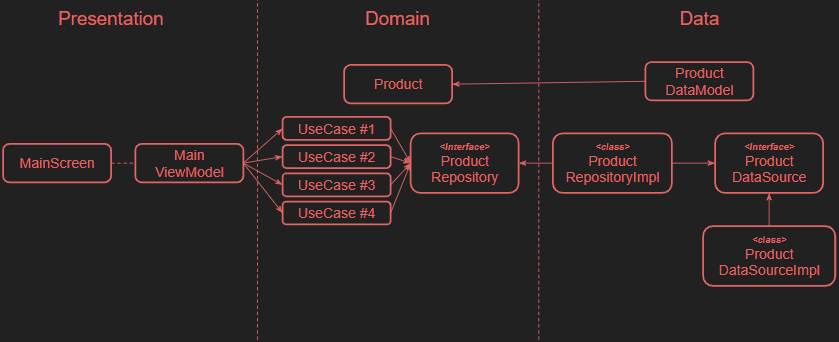 Presentation
Domain
Data
Product
Product
DataModel
MainScreen
Main
ViewModel
UseCase #1
UseCase #2
UseCase #3
UseCase #4
<Interface>
Product
Repository
<class>
Product
RepositoryImpl
<Interface>
Product
DataSource
<class>
Product
DataSourceImpl